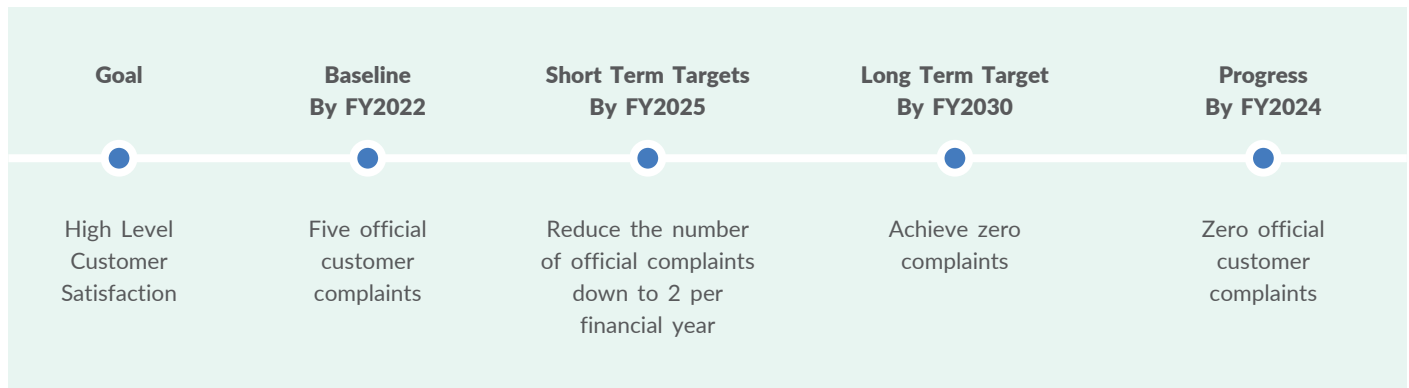 Goal
High Level
Customer
Satisfaction
Baseline
By FY2022
Five official
customer
complaints
Short Term Targets
By FY2025
Reduce the number
of official complaints
down to 2 per
financial year
Long Term Target
By FY2030
Achieve zero
complaints
Progress
By FY2024
Zero official
customer
complaints